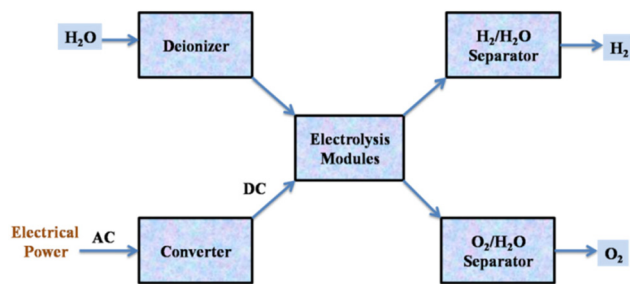 H₂O
Deionizer
H₂/H₂O
Separator
H₂
Electrolysis
Modules
DC
Electrical
Power
AC
Converter
O₂/H₂O
Separator
O₂